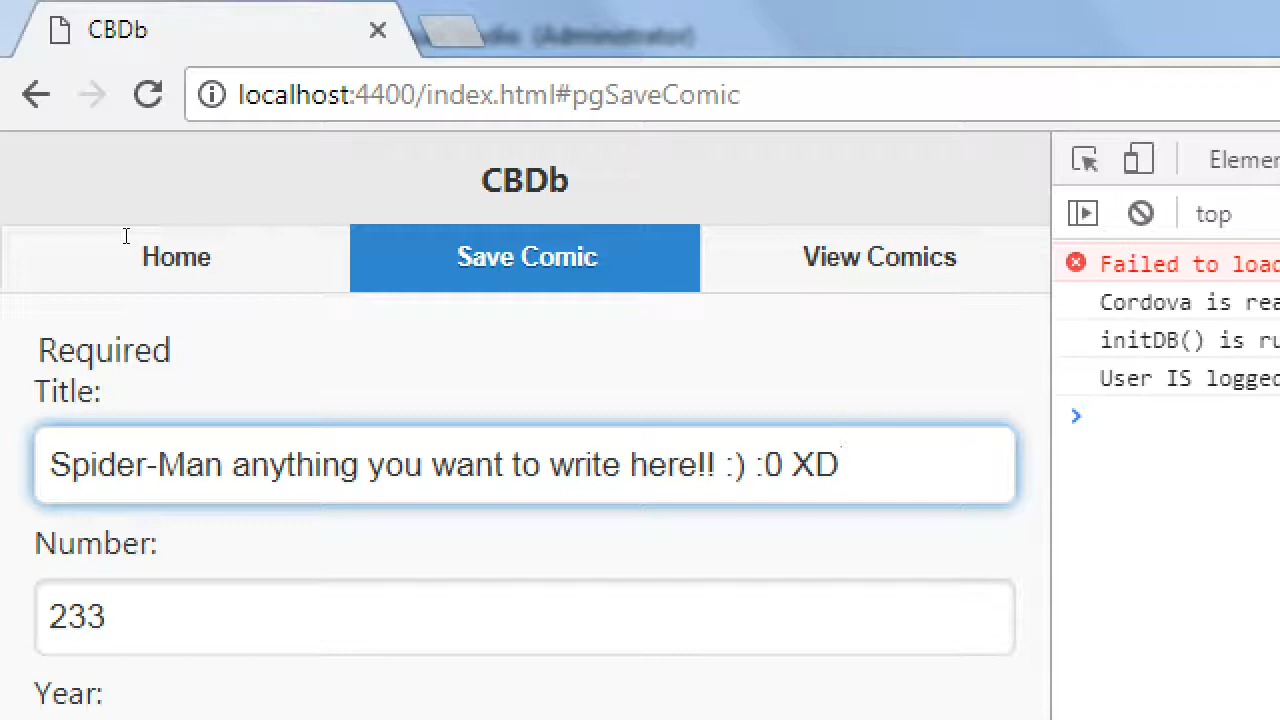 CBDb
(Administrator)
localhost:4400/index.html#pgSaveComic
CBDb
Home
Save Comic
View Comics
Required
Title:
Spider-Man anything you want to write here!! :) :0 XD
Number:
233
Year:
Elemen
top
Failed to load
Cordova is rea
initDB() is ru
User IS logged